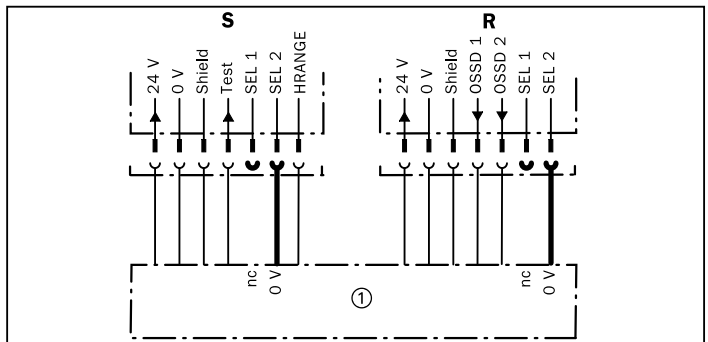 S
24 V
0 V
Shield
Test
SEL 1
SEL 2
HRANGE
R
24 V
0 V
Shield
OSSD 1
OSSD 2
SEL 1
SEL 2
nc
0 V
nc
0 V
①